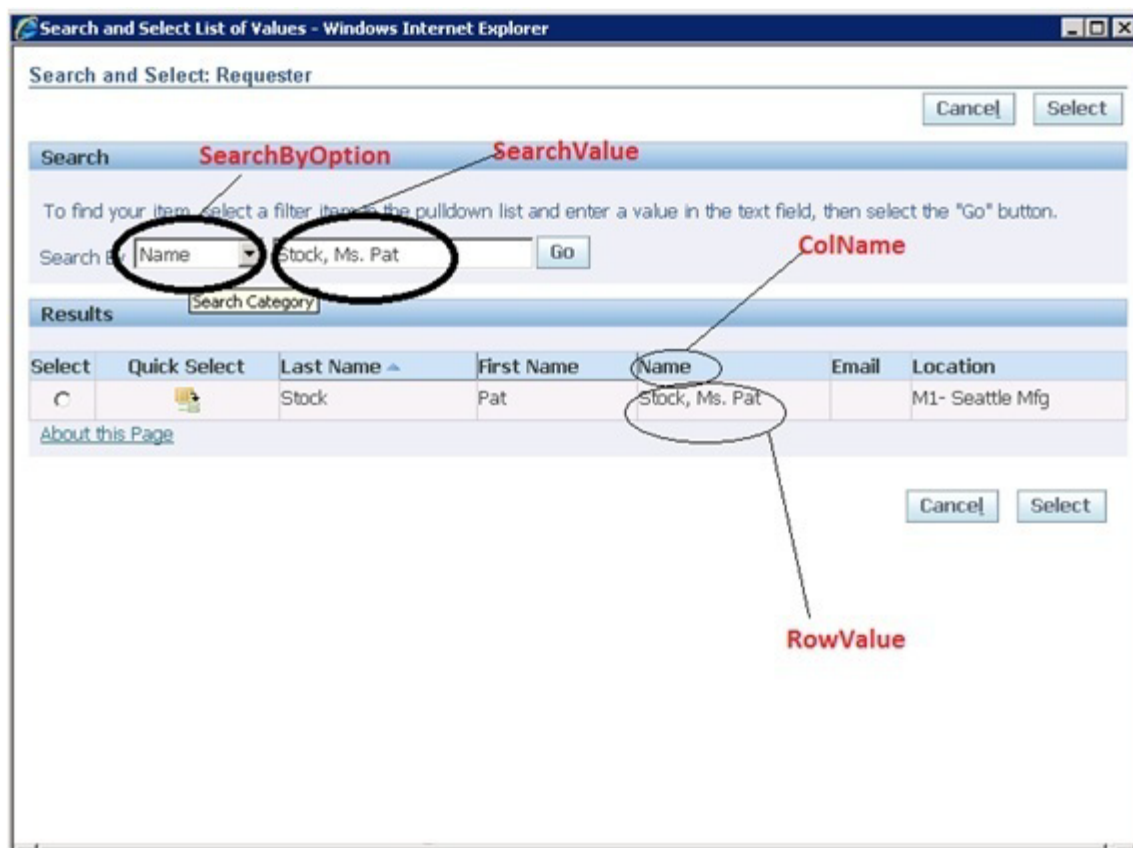 Search and Select List of Values - Windows Internet Explorer
Search and Select: Requester
Cancel Select
Search SearchByOption SearchValue
To find your item, select a filter item in the pulldown list and enter a value in the text field, then select the "Go" button.
ColName
Search By Name Stock, Ms. Pat Go
Search Category
Results
Select Quick Select Last Name First Name Name Email Location
Stock Pat Stock, Ms. Pat M1- Seattle Mfg
About this Page
Cancel Select
RowValue